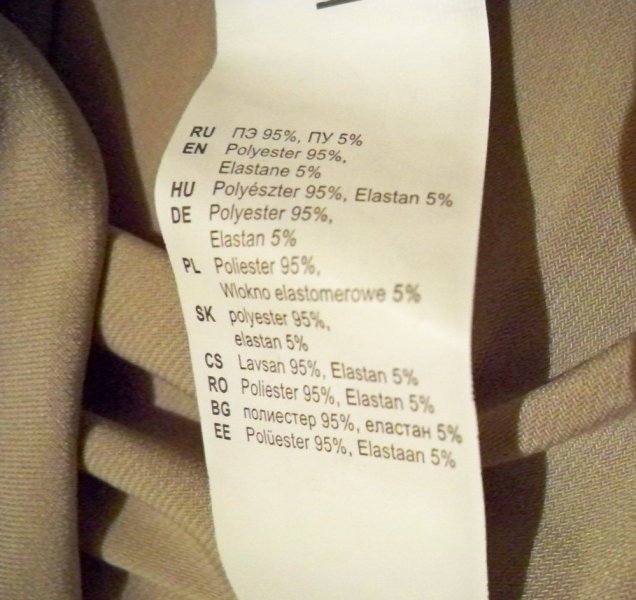 RU ПЭ 95%, ПУ 5%
EN Polyester 95%,
Elastane 5%
HU Polyészter 95%, Elastan 5%
DE Polyester 95%,
Elastan 5%
PL Poliester 95%,
Wlokno elastomerowe 5%
SK polyester 95%,
elastan 5%
CS Lavsan 95%, Elastan 5%
RO Poliester 95%, Elastan 5%
BG полиестер 95%, еластан 5%
EE Polüester 95%, Elastaan 5%